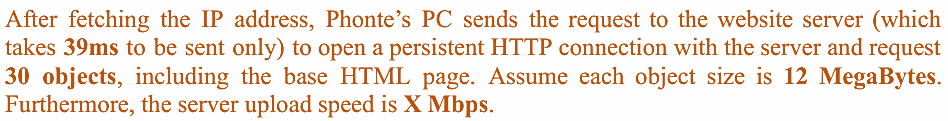 After fetching the IP address, Phonte’s PC sends the request to the website server (which
takes 39ms to be sent only) to open a persistent HTTP connection with the server and request
30 objects, including the base HTML page. Assume each object size is 12 MegaBytes.
Furthermore, the server upload speed is X Mbps.